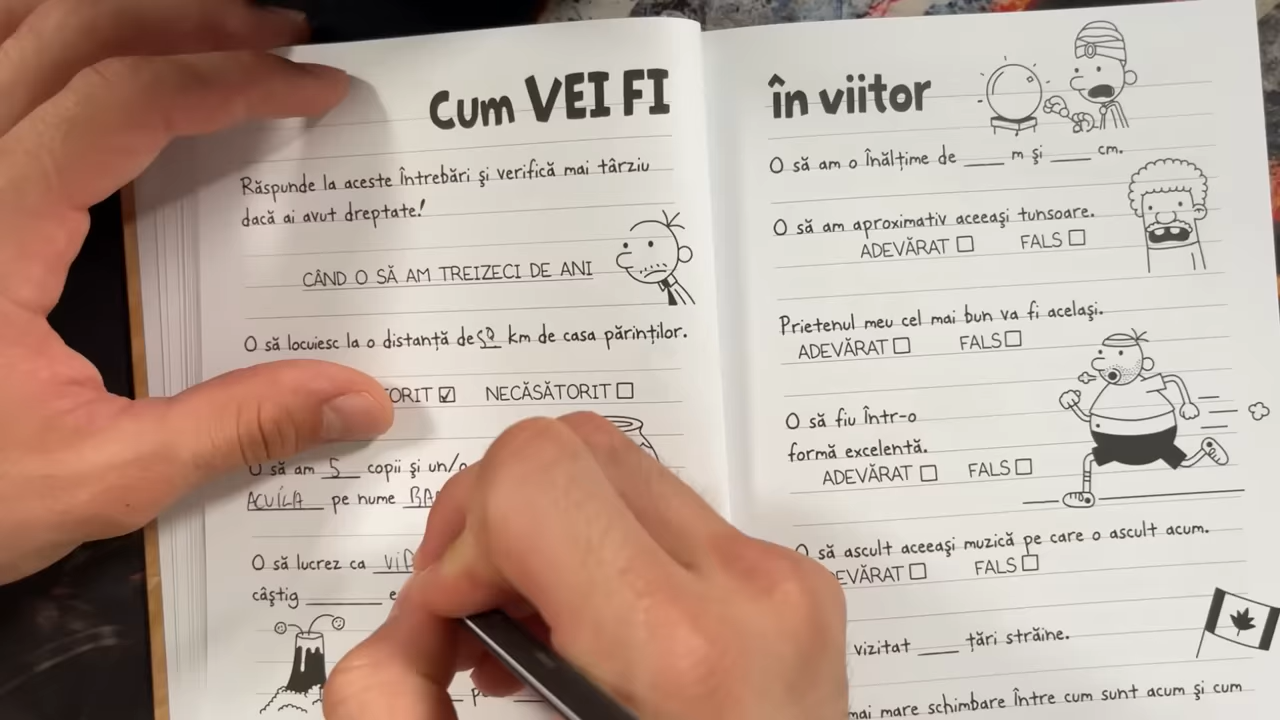 Cum VEI FI
Răspunde la aceste întrebări şi verifică mai târziu
dacă ai avut dreptate!
CÂND O SĂ AM TREIZECI DE ANI
O să locuiesc la o distanţă de km de casa părinţilor.
NECĂSĂTORIT
O să am 5 copii şi
ACUÍLA pe nume
O să lucrez ca
câştig
în viitor
O să am o înălţime de ____ m şi ____ cm.
O să am aproximativ aceeaşi tunsoare.
ADEVĂRAT FALS
Prietenul meu cel mai bun va fi acelaşi.
ADEVĂRAT FALS
O să fiu într-o
formă excelentă.
ADEVĂRAT FALS
O să ascult aceeaşi muzică pe care o ascult acum.
FALS
vizitat ____ ţări străine.
mai mare schimbare între cum sunt acum şi cum